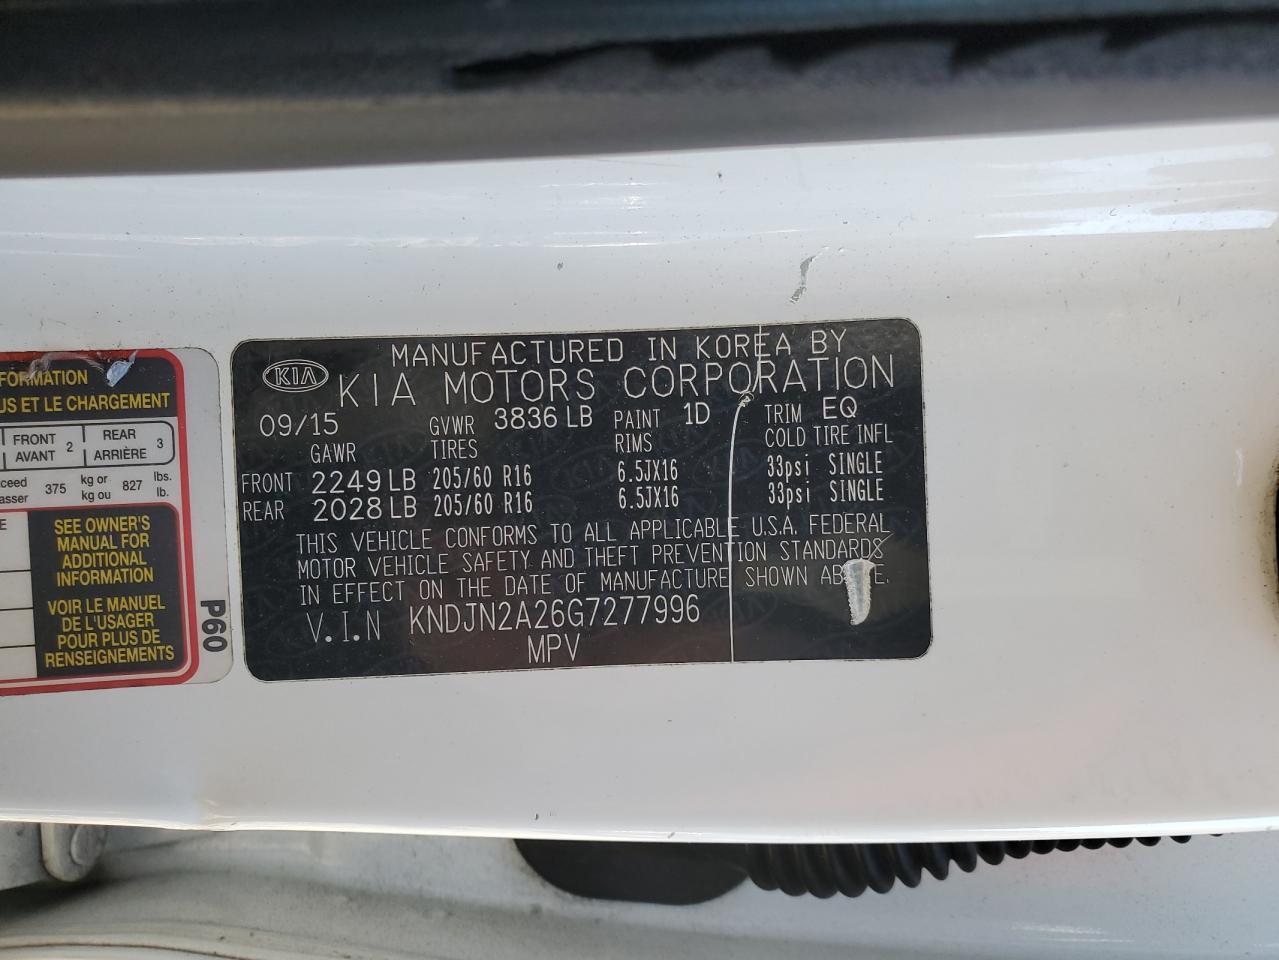 MANUFACTURED IN KOREA BY
KIA KIA MOTORS CORPORATION
09/15 GVWR 3836 LB PAINT 1D TRIM EQ
GAWR TIRES RIMS COLD TIRE INFL
FRONT 2249 LB 205/60 R16 6.5JX16 33psi SINGLE
REAR 2028 LB 205/60 R16 6.5JX16 33psi SINGLE
THIS VEHICLE CONFORMS TO ALL APPLICABLE U.S.A. FEDERAL
MOTOR VEHICLE SAFETY AND THEFT PREVENTION STANDARDS
IN EFFECT ON THE DATE OF MANUFACTURE SHOWN ABOVE.
V.I.N KNDJN2A26G7277996
MPV
ET LE CHARGEMENT
FRONT 2 REAR 3
AVANT ARRIÈRE
375 kg or 827 lbs.
kg ou lb.
SEE OWNER'S
MANUAL FOR
ADDITIONAL
INFORMATION
VOIR LE MANUEL
DE L'USAGER
POUR PLUS DE
RENSEIGNEMENTS
P60